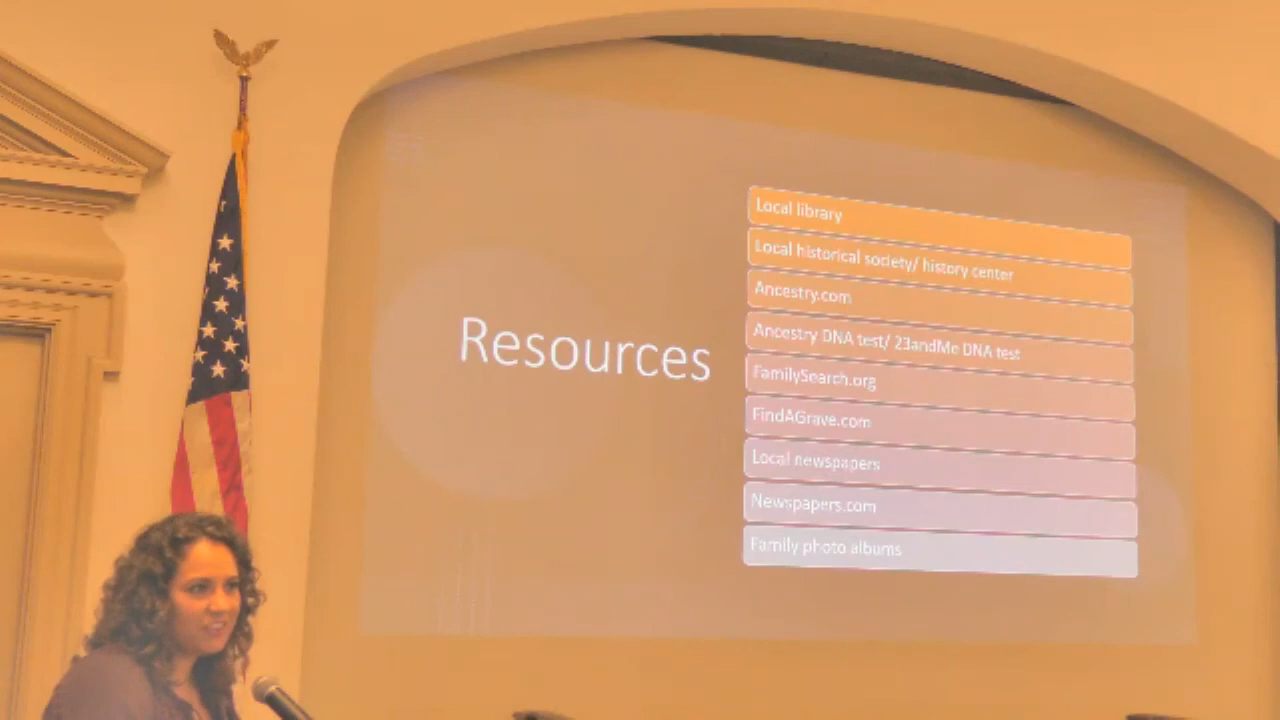 Resources
Local library
Local historical society/ history center
Ancestry.com
Ancestry DNA test/ 23andMe DNA test
FamilySearch.org
FindAGrave.com
Local newspapers
Newspapers.com
Family photo albums